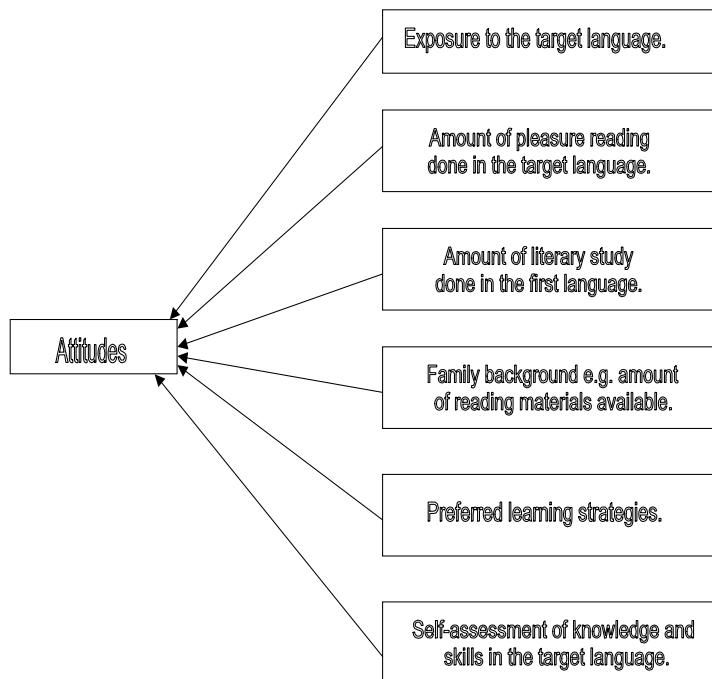 Exposure to the target language.
Amount of pleasure reading
done in the target language.
Amount of literary study
done in the first language.
Attitudes
Family background e.g. amount
of reading materials available.
Preferred learning strategies.
Self-assessment of knowledge and
skills in the target language.